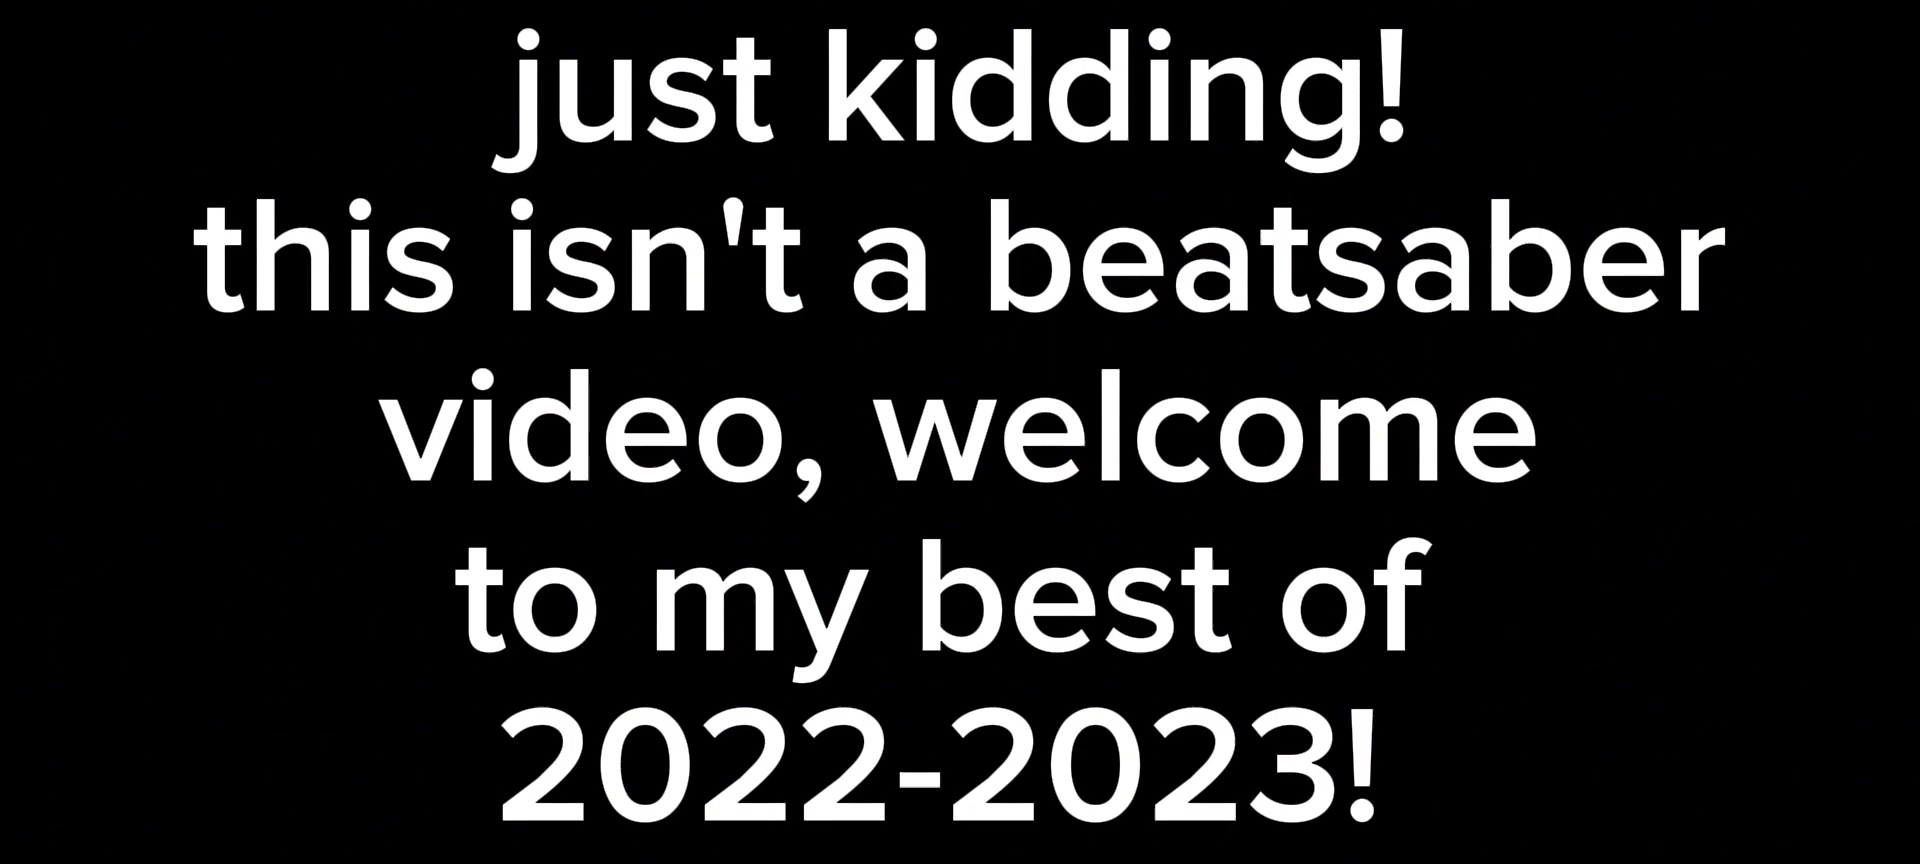 just kidding!
this isn't a beatsaber
video, welcome
to my best of
2022-2023!